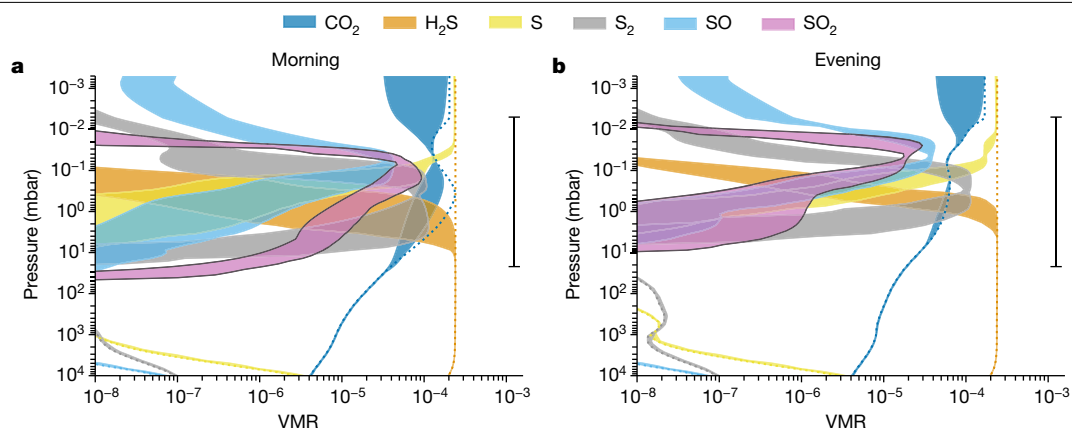 CO₂ H₂S S S₂ SO SO₂
a Morning b Evening
Pressure (mbar)
10⁻³
10⁻²
10⁻¹
10⁰
10¹
10²
10³
10⁴
10⁻⁸ 10⁻⁷ 10⁻⁶ 10⁻⁵ 10⁻⁴ 10⁻³
VMR
Pressure (mbar)
10⁻³
10⁻²
10⁻¹
10⁰
10¹
10²
10³
10⁴
10⁻⁸ 10⁻⁷ 10⁻⁶ 10⁻⁵ 10⁻⁴ 10⁻³
VMR